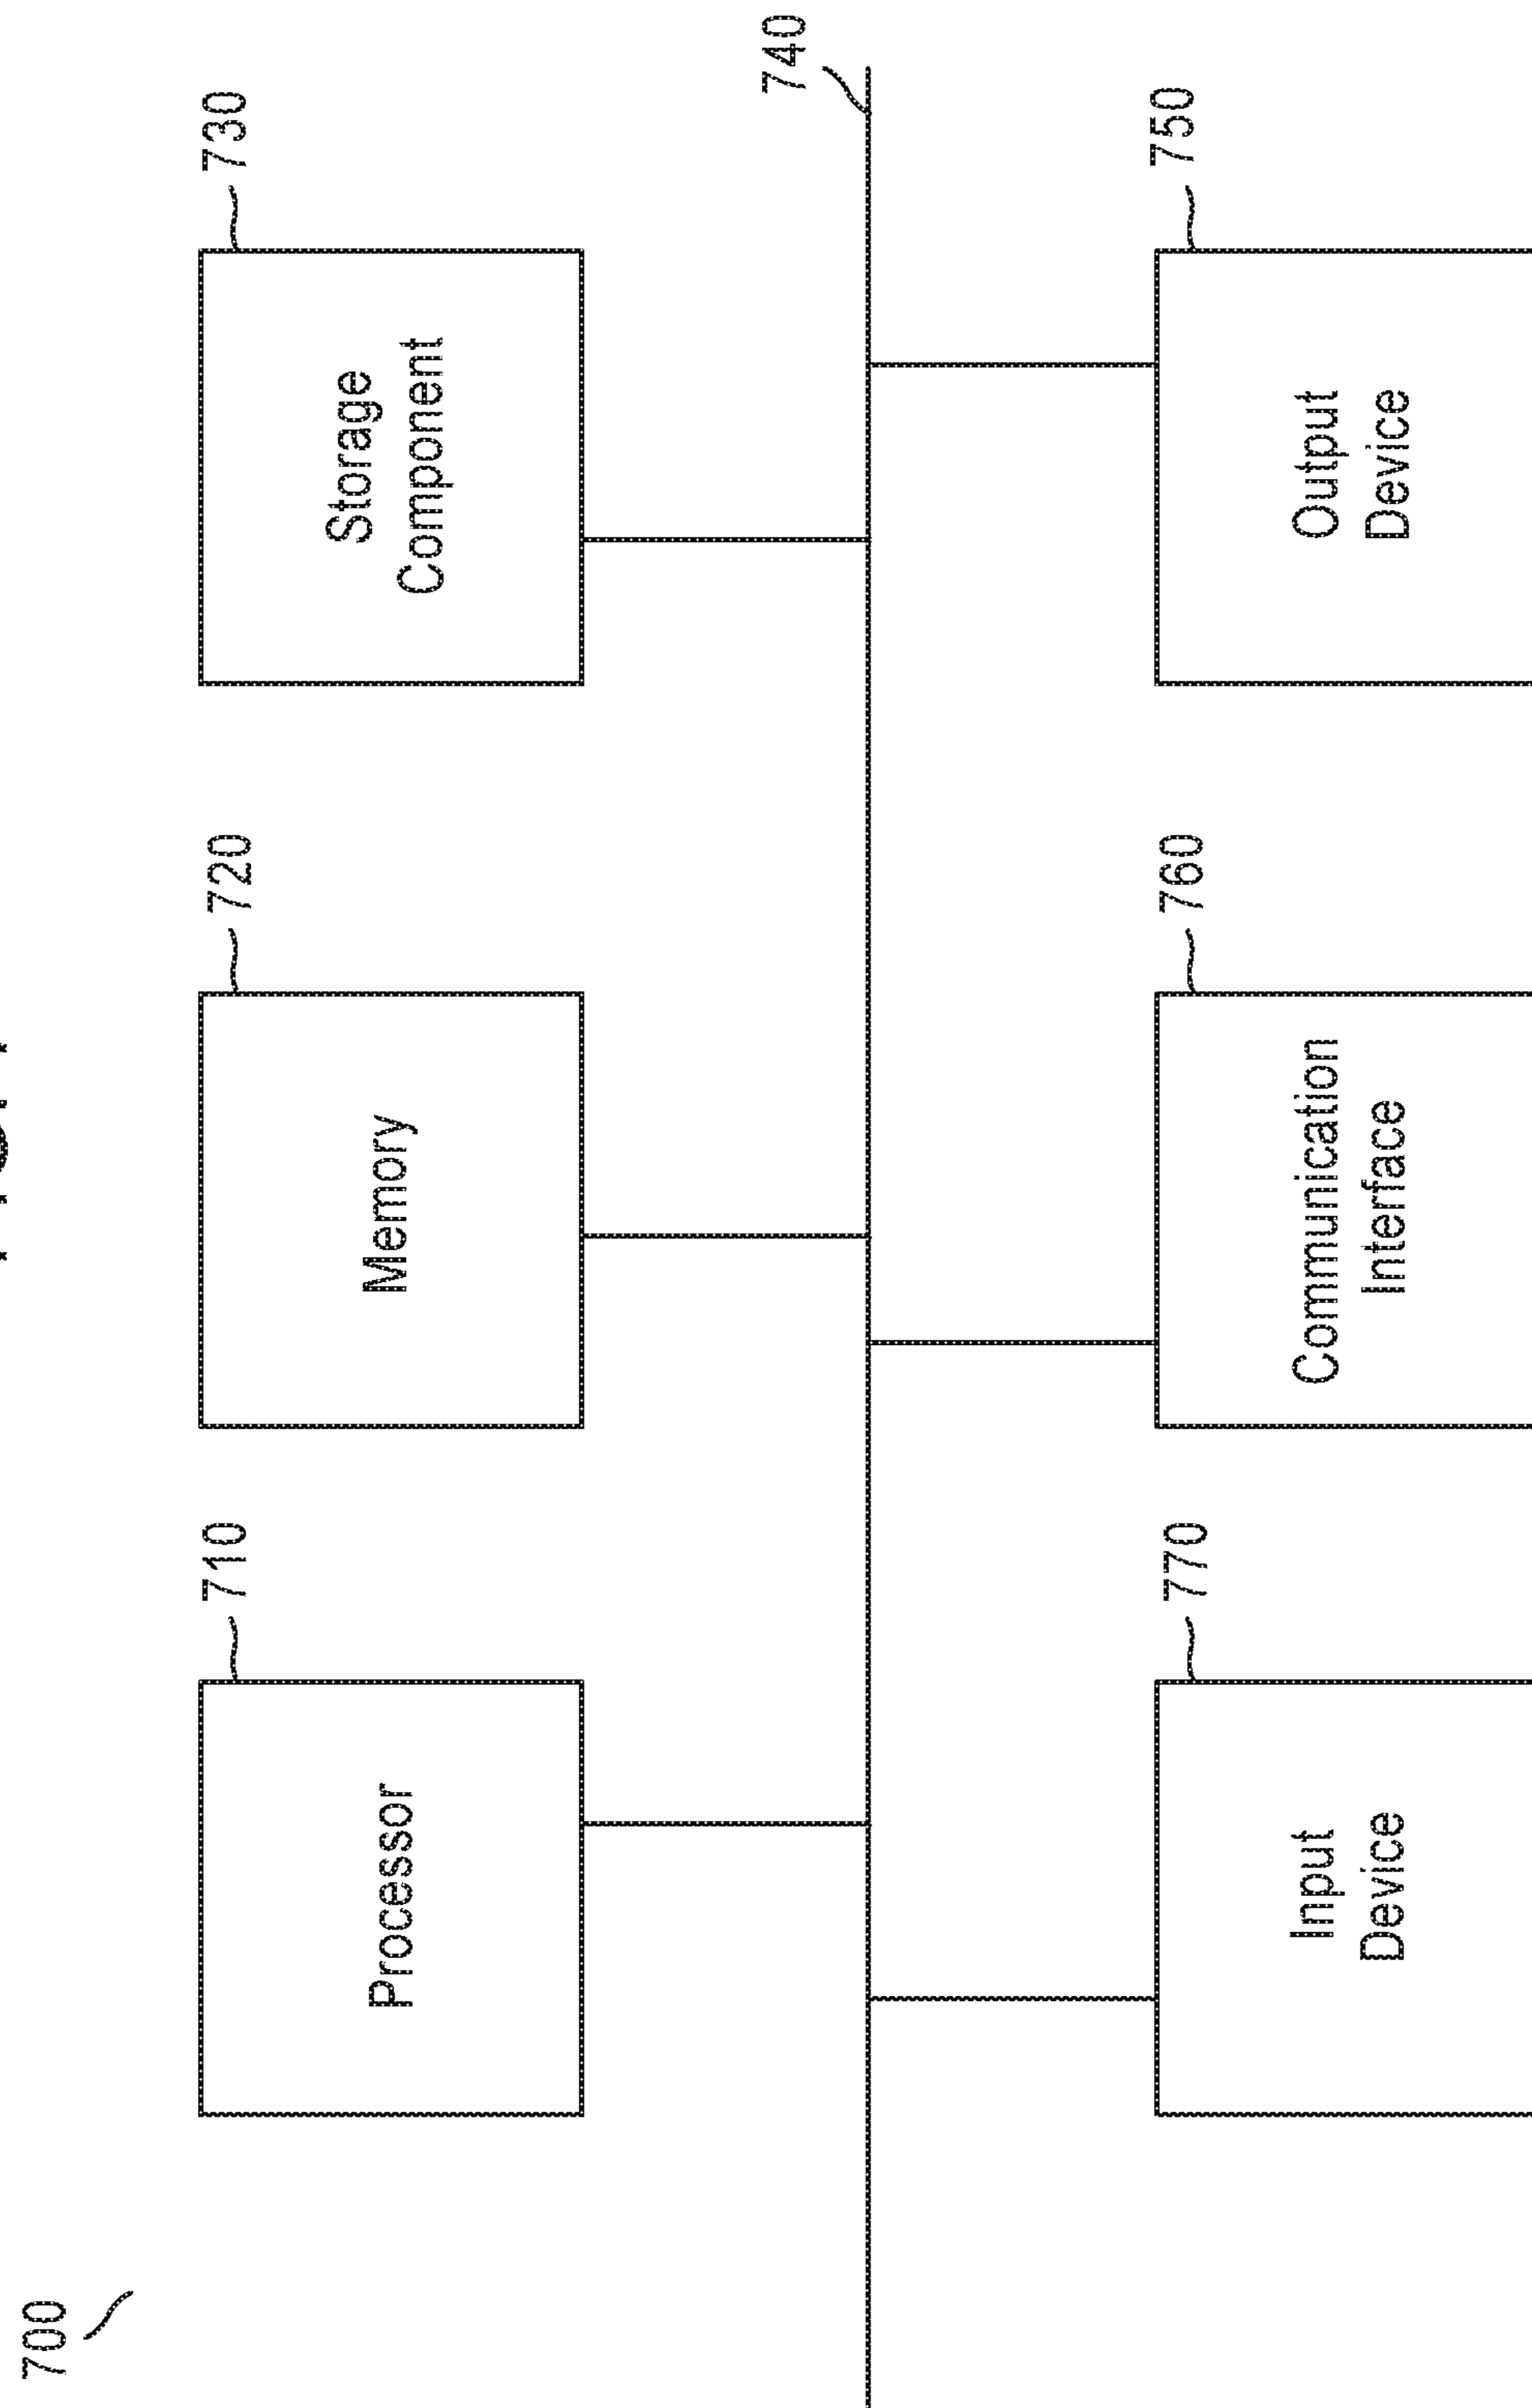 700
710
Processor
720
Memory
730
Storage
Component
740
770
Input
Device
760
Communication
Interface
750
Output
Device